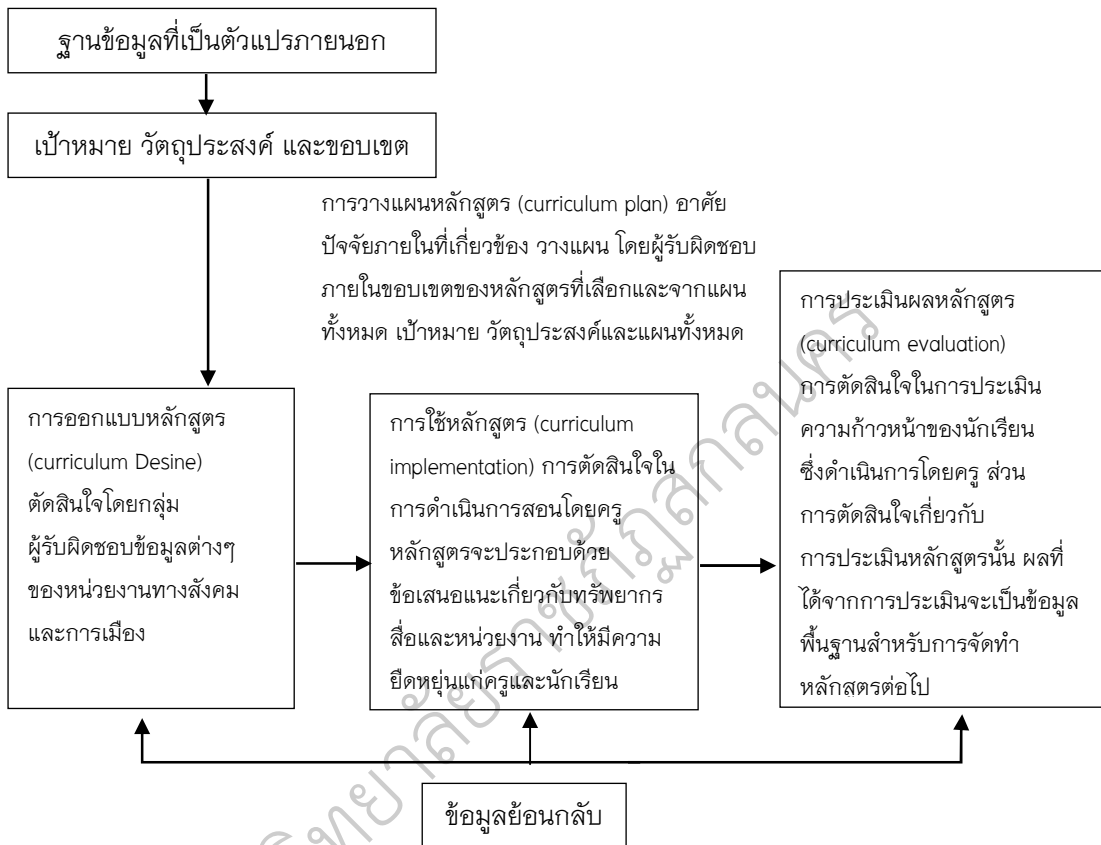 ฐานข้อมูลที่เป็นตัวแปรภายนอก
เป้าหมาย วัตถุประสงค์ และขอบเขต
การวางแผนหลักสูตร (curriculum plan) อาศัย
ปัจจัยภายในที่เกี่ยวข้อง วางแผน โดยผู้รับผิดชอบ
ภายในขอบเขตของหลักสูตรที่เลือกและจากแผน
ทั้งหมด เป้าหมาย วัตถุประสงค์และแผนทั้งหมด
การออกแบบหลักสูตร
(curriculum Desine)
ตัดสินใจโดยกลุ่ม
ผู้รับผิดชอบข้อมูลต่างๆ
ของหน่วยงานทางสังคม
และการเมือง
การใช้หลักสูตร (curriculum
implementation) การตัดสินใจใน
การดำเนินการสอนโดยครู
หลักสูตรจะประกอบด้วย
ข้อเสนอแนะเกี่ยวกับทรัพยากร
สื่อและหน่วยงาน ทำให้มีความ
ยืดหยุ่นแก่ครูและนักเรียน
การประเมินผลหลักสูตร
(curriculum evaluation)
การตัดสินใจในการประเมิน
ความก้าวหน้าของนักเรียน
ซึ่งดำเนินการโดยครู ส่วน
การตัดสินใจเกี่ยวกับ
การประเมินหลักสูตรนั้น ผลที่
ได้จากการประเมินจะเป็นข้อมูล
พื้นฐานสำหรับการจัดทำ
หลักสูตรต่อไป
ข้อมูลย้อนกลับ
วิทยาลัยราชภัฏสกลนคร